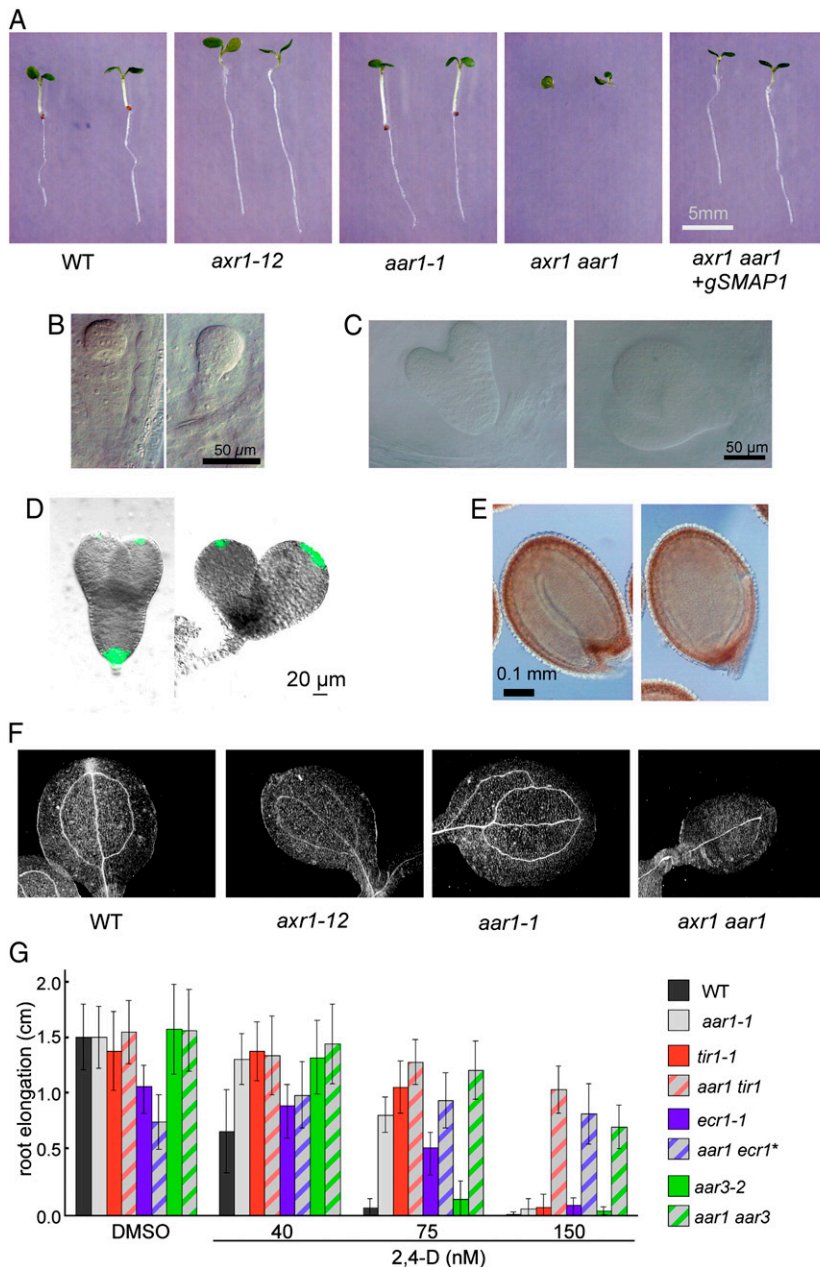 A
5mm
WT
axr1-12
aar1-1
axr1 aar1
axr1 aar1
+gSMAP1
B
50 µm
C
50 µm
D
20 µm
E
0.1 mm
F
WT
axr1-12
aar1-1
axr1 aar1
G
root elongation (cm)
2.0
1.5
1.0
0.5
0.0
DMSO
40
75
150
2,4-D (nM)
WT
aar1-1
tir1-1
aar1 tir1
ecr1-1
aar1 ecr1*
aar3-2
aar1 aar3